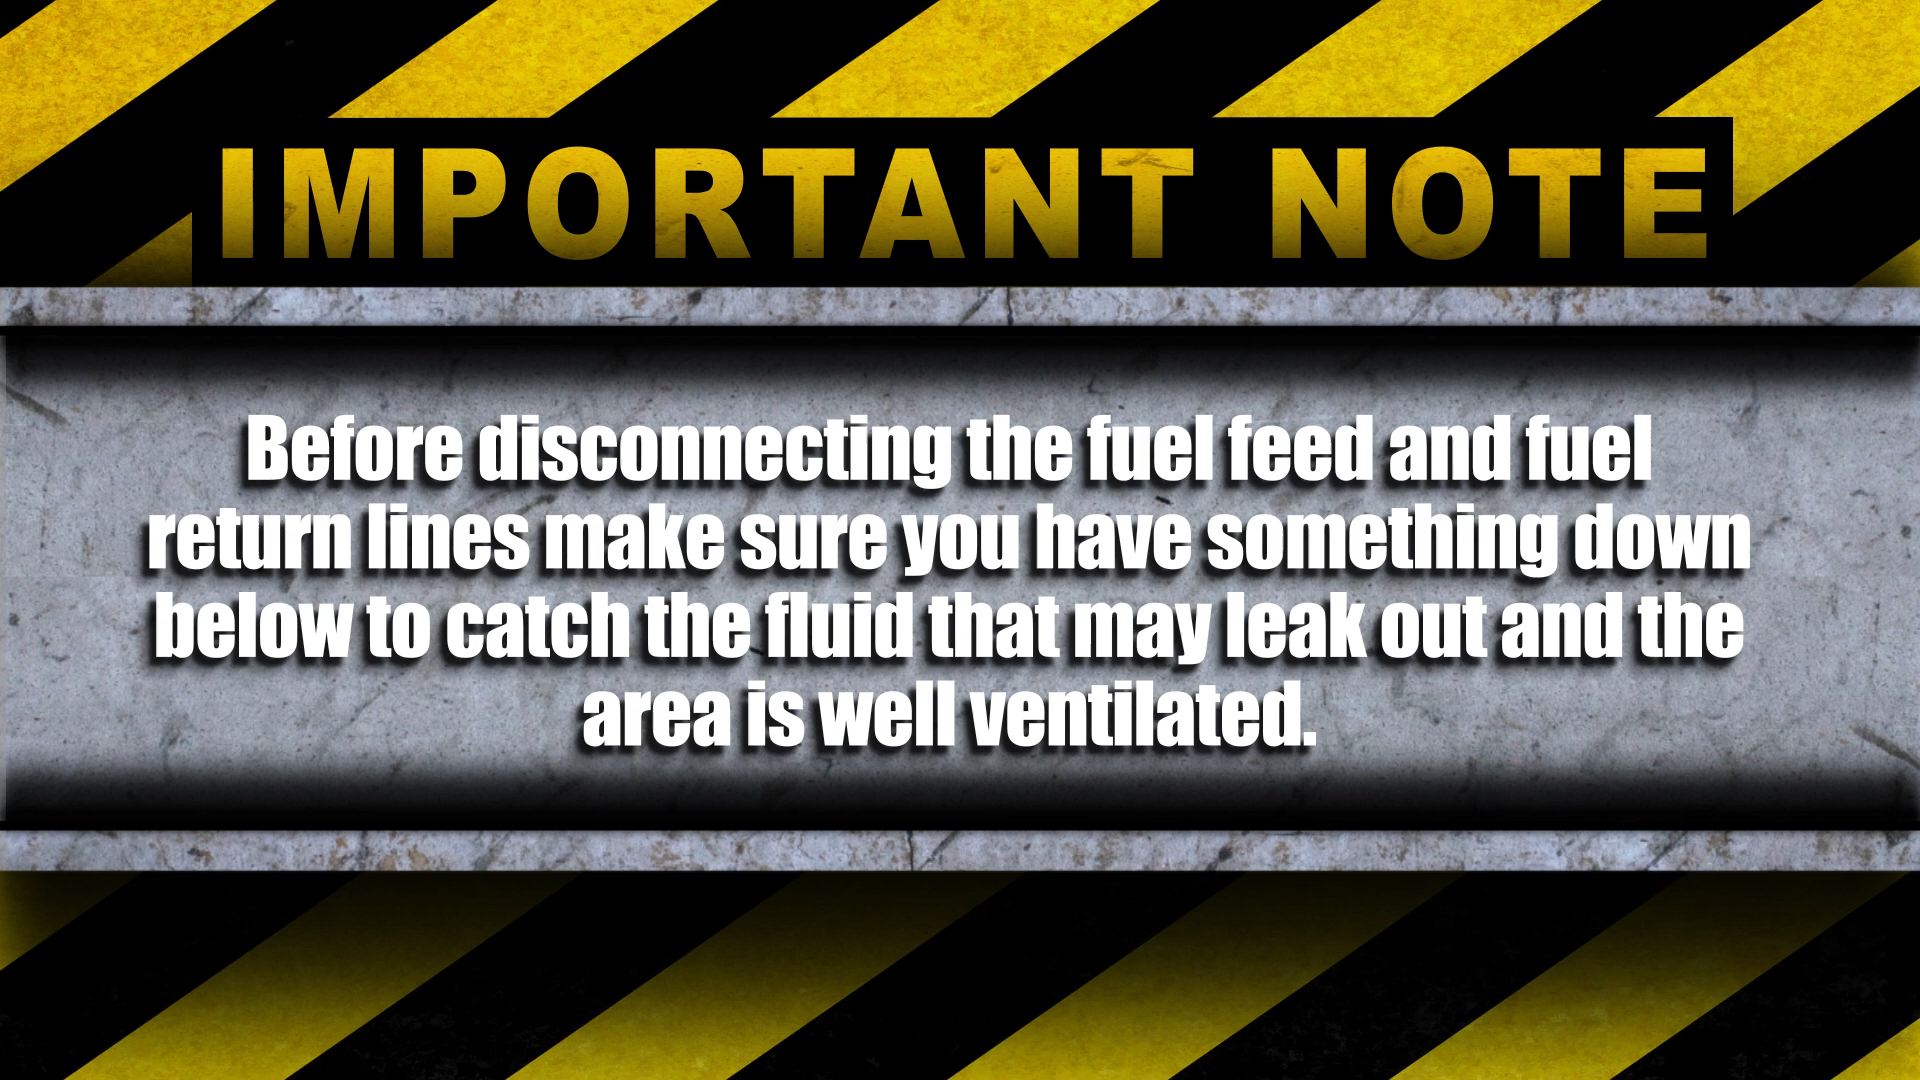 IMPORTANT NOTE
Before disconnecting the fuel feed and fuel
return lines make sure you have something down
below to catch the fluid that may leak out and the
area is well ventilated.